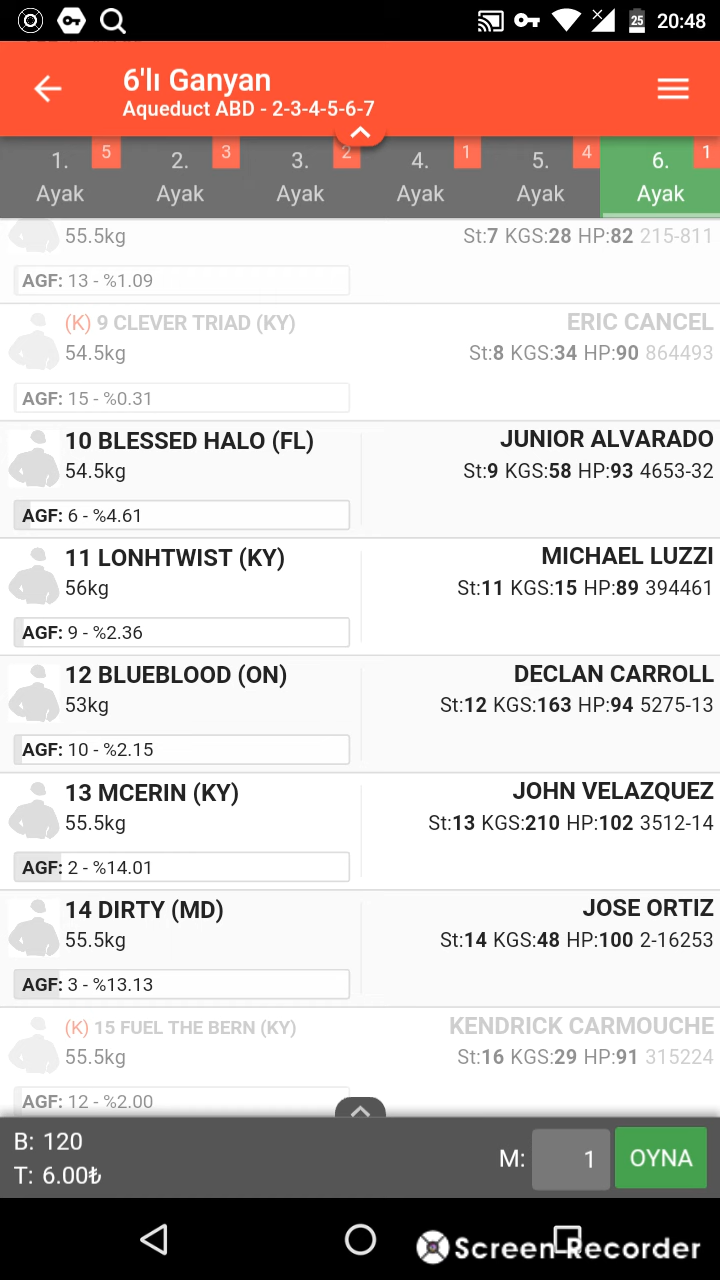 25 20:48
6'lı Ganyan
Aqueduct ABD - 2-3-4-5-6-7
1. Ayak 5
2. Ayak 3
3. Ayak 2
4. Ayak 1
5. Ayak 4
6. Ayak 1
55.5kg St:7 KGS:28 HP:82 215-811
AGF: 13 - %1.09
(K) 9 CLEVER TRIAD (KY) ERIC CANCEL
54.5kg St:8 KGS:34 HP:90 864493
AGF: 15 - %0.31
10 BLESSED HALO (FL) JUNIOR ALVARADO
54.5kg St:9 KGS:58 HP:93 4653-32
AGF: 6 - %4.61
11 LONHTWIST (KY) MICHAEL LUZZI
56kg St:11 KGS:15 HP:89 394461
AGF: 9 - %2.36
12 BLUEBLOOD (ON) DECLAN CARROLL
53kg St:12 KGS:163 HP:94 5275-13
AGF: 10 - %2.15
13 MCERIN (KY) JOHN VELAZQUEZ
55.5kg St:13 KGS:210 HP:102 3512-14
AGF: 2 - %14.01
14 DIRTY (MD) JOSE ORTIZ
55.5kg St:14 KGS:48 HP:100 2-16253
AGF: 3 - %13.13
(K) 15 FUEL THE BERN (KY) KENDRICK CARMOUCHE
55.5kg St:16 KGS:29 HP:91 315224
AGF: 12 - %2.00
B: 120
T: 6.00₺
M: 1 OYNA
Screen Recorder